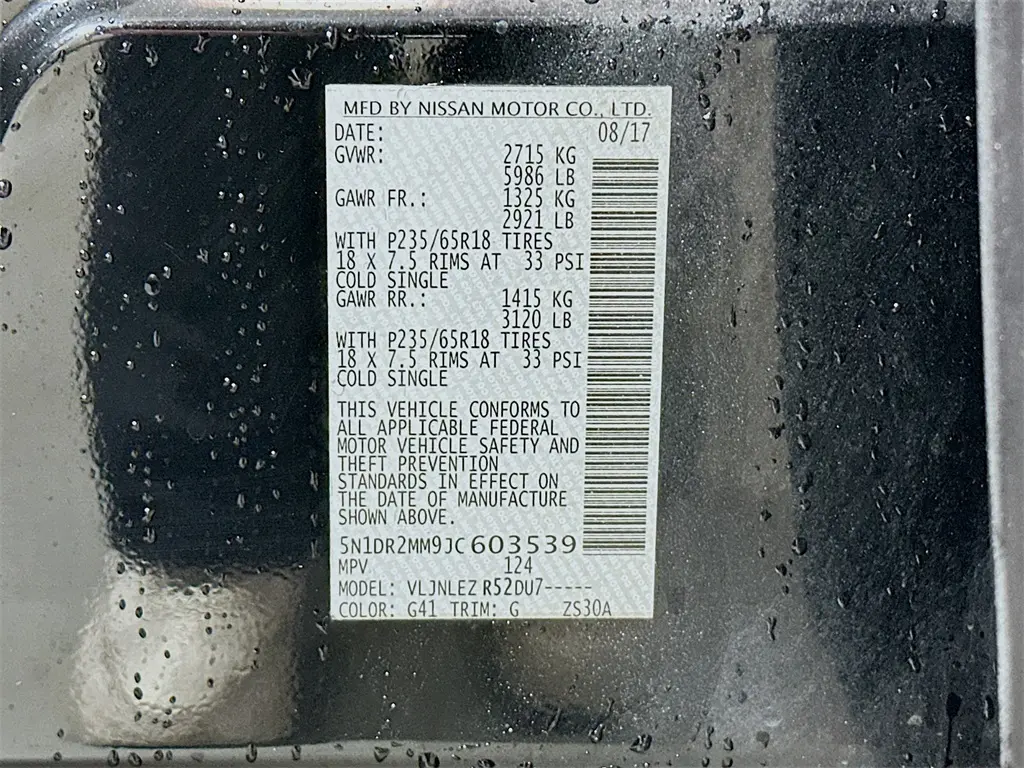 MFD BY NISSAN MOTOR CO., LTD.
DATE: 08/17
GVWR: 2715 KG
5986 LB
GAWR FR.: 1325 KG
2921 LB
WITH P235/65R18 TIRES
18 X 7.5 RIMS AT 33 PSI
COLD SINGLE
GAWR RR.: 1415 KG
3120 LB
WITH P235/65R18 TIRES
18 X 7.5 RIMS AT 33 PSI
COLD SINGLE
THIS VEHICLE CONFORMS TO
ALL APPLICABLE FEDERAL
MOTOR VEHICLE SAFETY AND
THEFT PREVENTION
STANDARDS IN EFFECT ON
THE DATE OF MANUFACTURE
SHOWN ABOVE.
5N1DR2MM9JC603539
MPV 124
MODEL: VLJNLEZ R52DU7-----
COLOR: G41 TRIM: G ZS30A